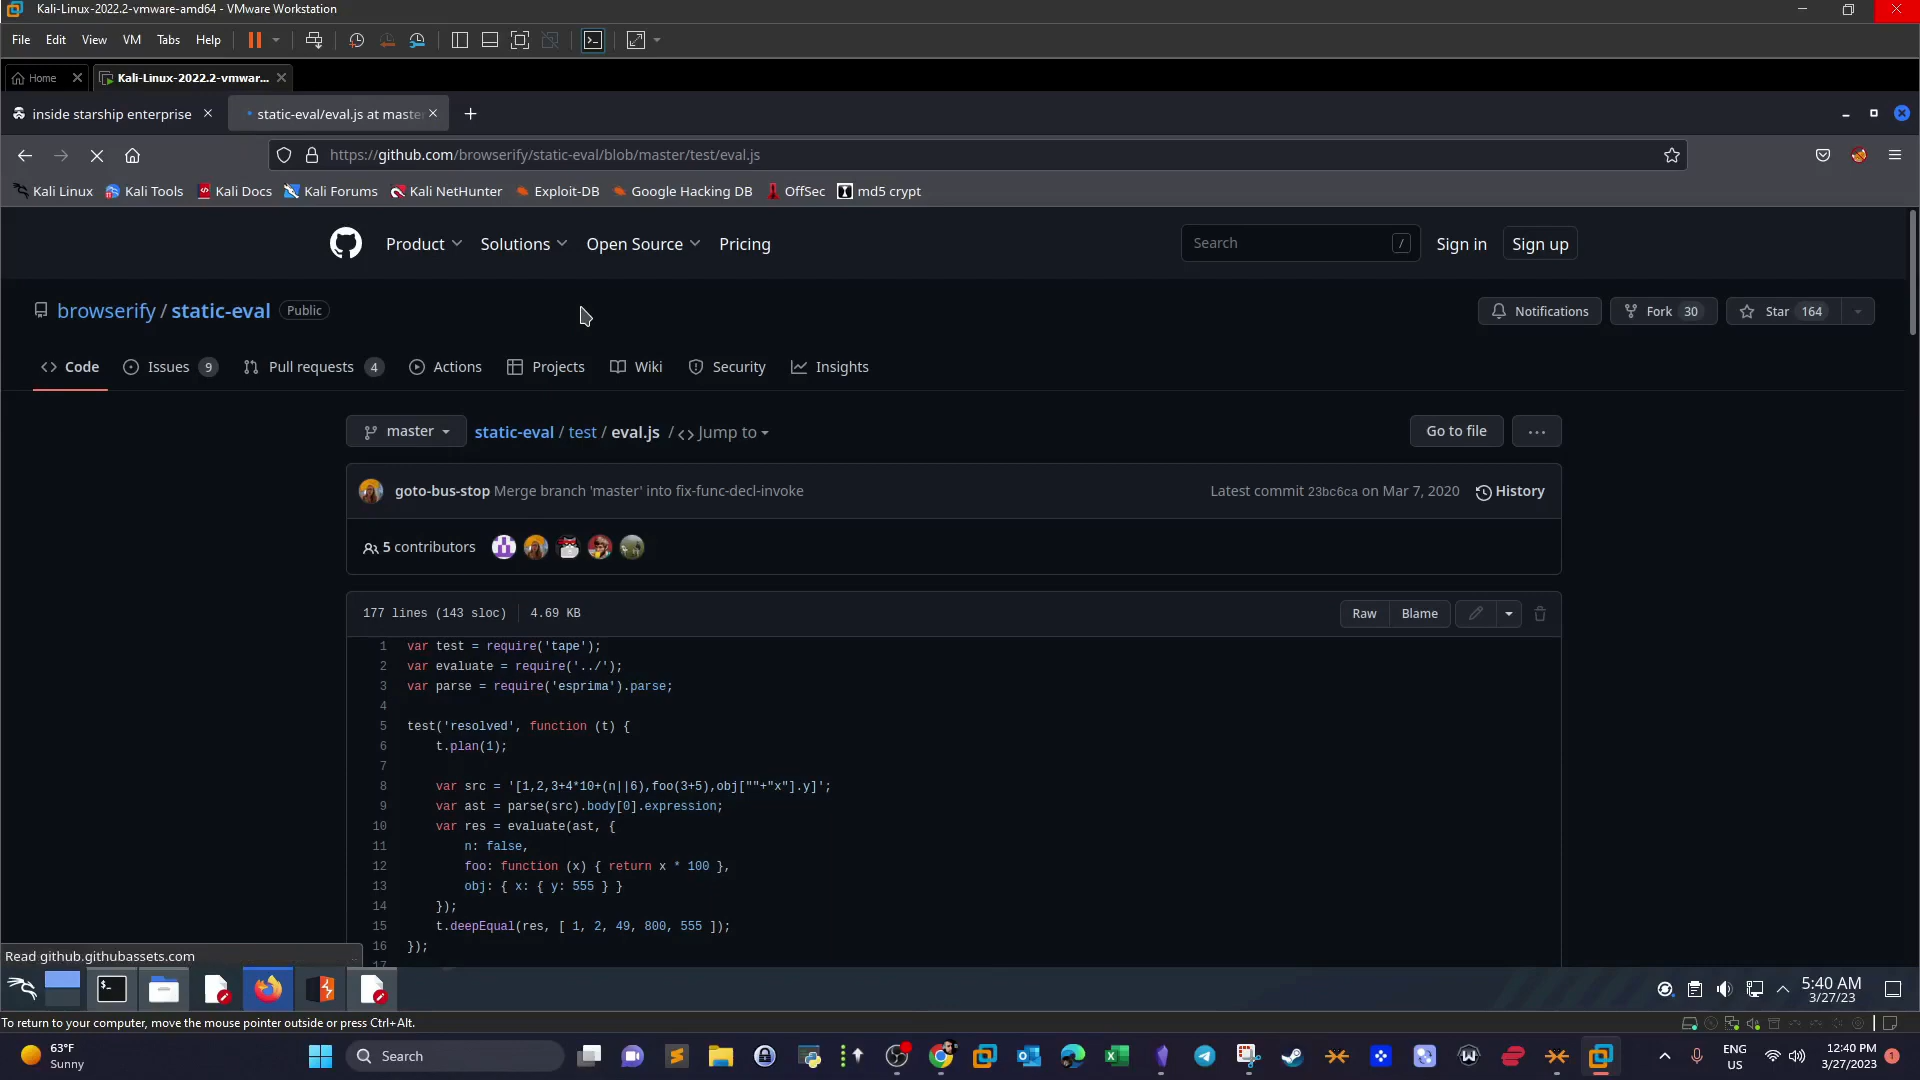 Kali-Linux-2022.2-vmware-amd64 - VMware Workstation
File Edit View VM Tabs Help
Home Kali-Linux-2022.2-vmwar...
inside starship enterprise static-eval/eval.js at maste
https://github.com/browserify/static-eval/blob/master/test/eval.js
Kali Linux Kali Tools Kali Docs Kali Forums Kali NetHunter Exploit-DB Google Hacking DB OffSec md5 crypt
Product Solutions Open Source Pricing Search / Sign in Sign up
browserify / static-eval Public Notifications Fork 30 Star 164
Code Issues 9 Pull requests 4 Actions Projects Wiki Security Insights
master static-eval / test / eval.js / <> Jump to Go to file ...
goto-bus-stop Merge branch 'master' into fix-func-decl-invoke Latest commit 23bc6ca on Mar 7, 2020 History
5 contributors
177 lines (143 sloc) 4.69 KB Raw Blame
1 var test = require('tape');
2 var evaluate = require('../');
3 var parse = require('esprima').parse;
4
5 test('resolved', function (t) {
6 t.plan(1);
7
8 var src = '[1,2,3+4*10+(n||6),foo(3+5),obj[""+"x"].y]';
9 var ast = parse(src).body[0].expression;
10 var res = evaluate(ast, {
11 n: false,
12 foo: function (x) { return x * 100 },
13 obj: { x: { y: 555 } }
14 });
15 t.deepEqual(res, [ 1, 2, 49, 800, 555 ]);
16 });
17
Read github.githubassets.com
5:40 AM
3/27/23
To return to your computer, move the mouse pointer outside or press Ctrl+Alt.
63°F
Sunny
Search
ENG
US
12:40 PM
3/27/2023
1